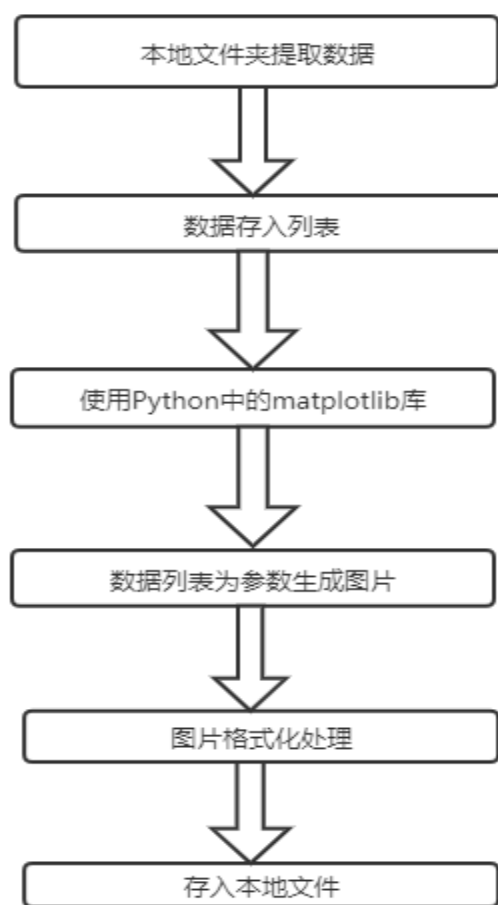 本地文件夹提取数据
数据存入列表
使用Python中的matplotlib库
数据列表为参数生成图片
图片格式化处理
存入本地文件